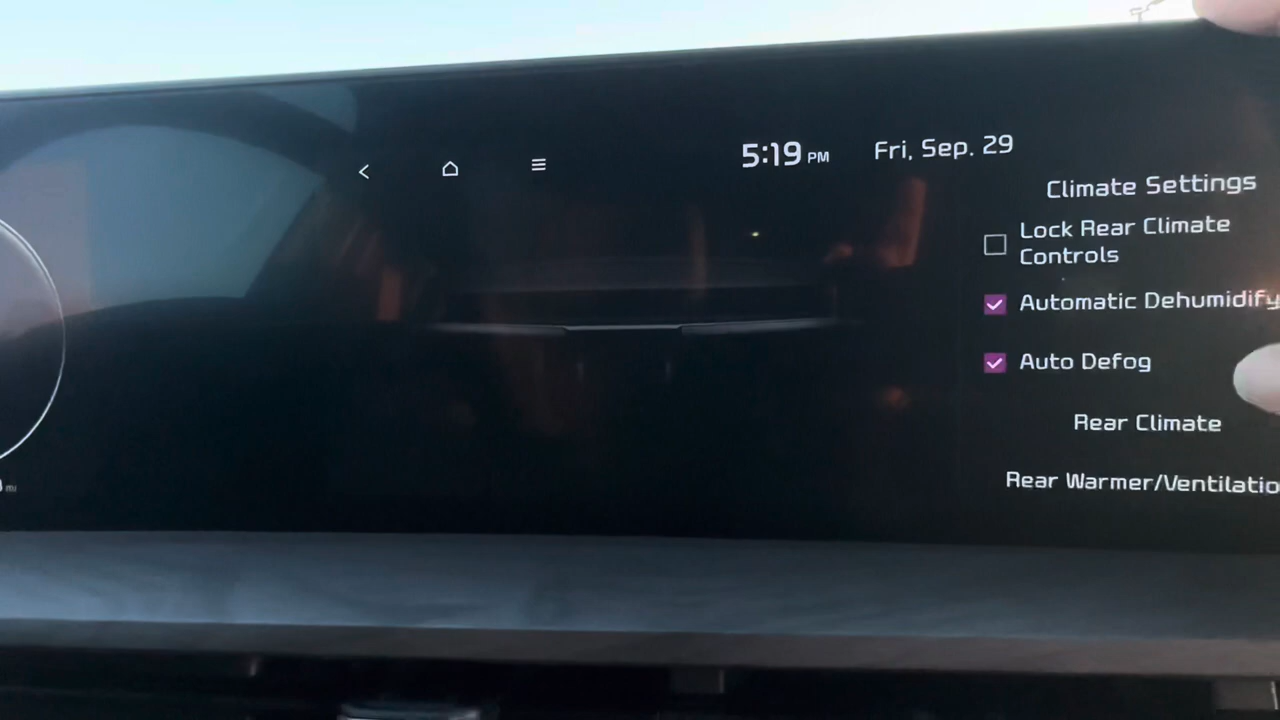 5:19 PM Fri, Sep. 29
Climate Settings
Lock Rear Climate
Controls
Automatic Dehumidify
Auto Defog
Rear Climate
Rear Warmer/Ventilatio
mi